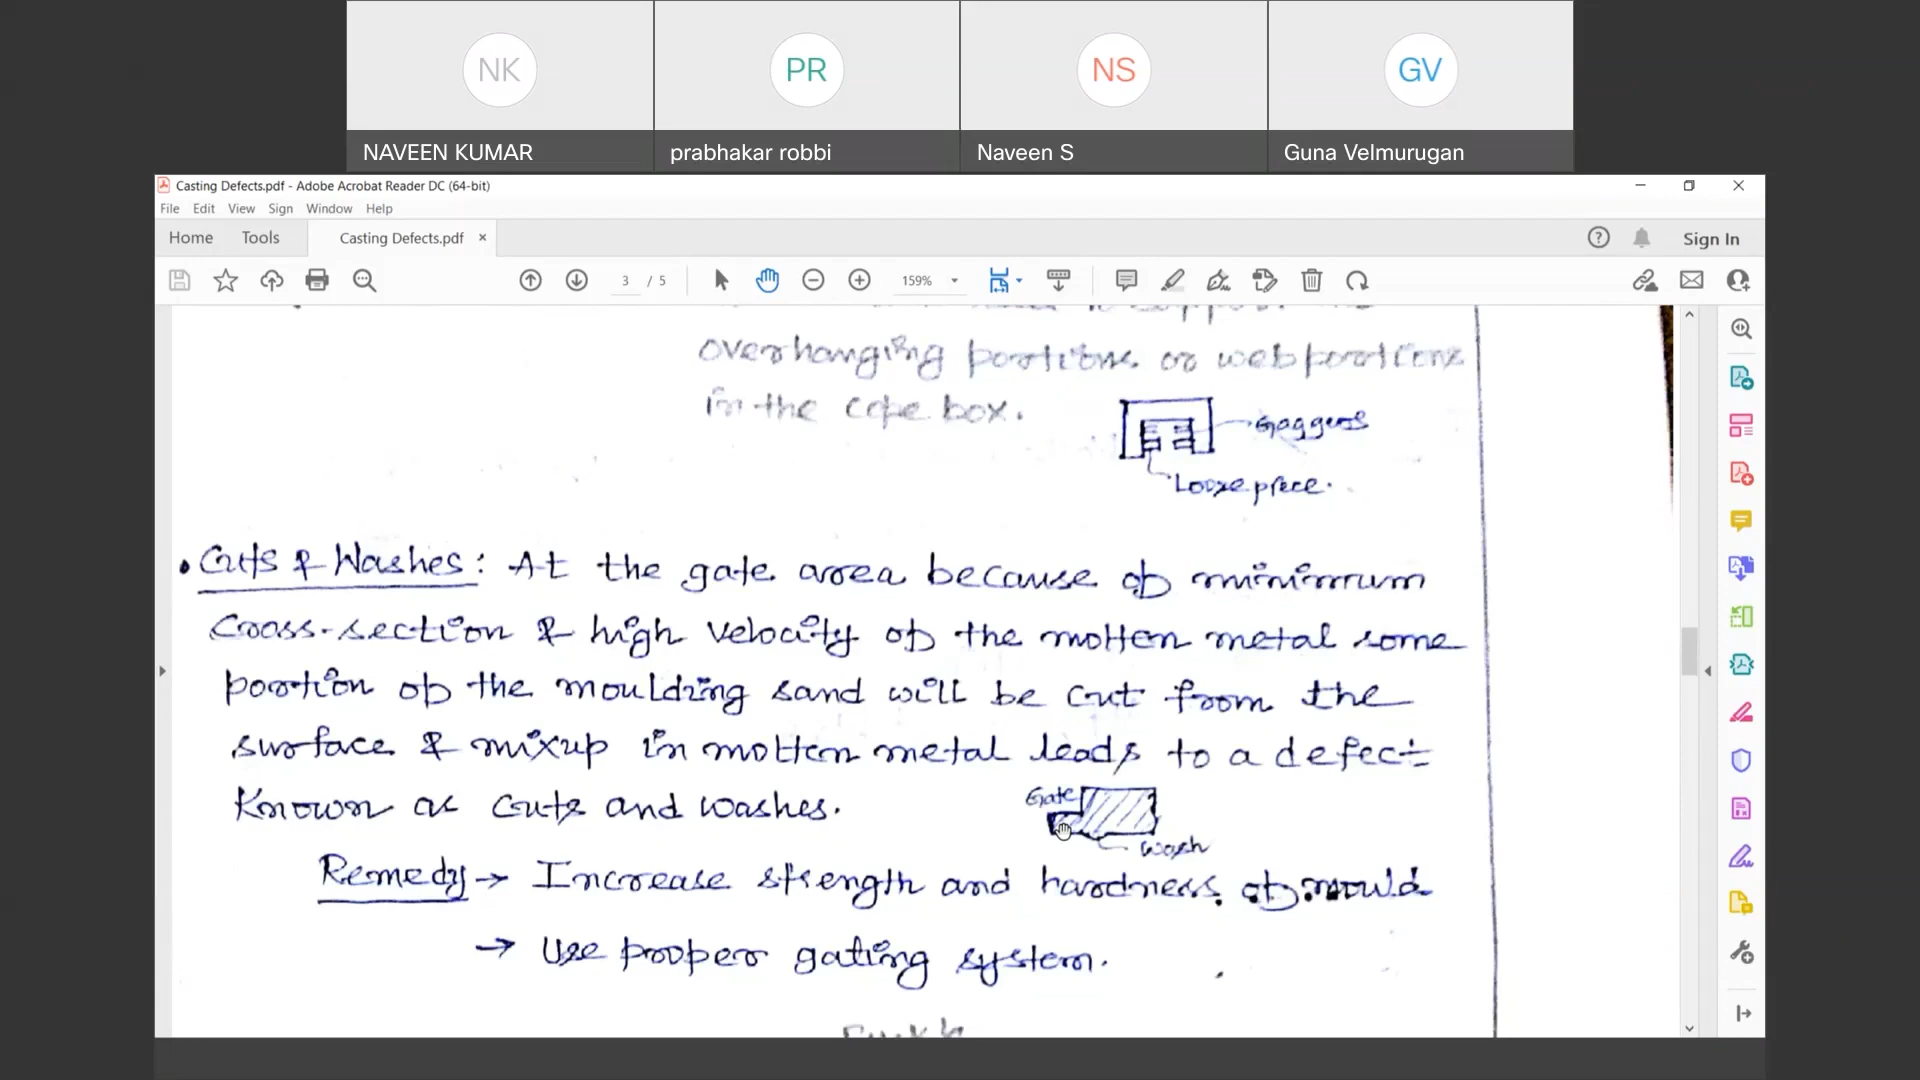 NK
PR
NS
GV
NAVEEN KUMAR
prabhakar robbi
Naveen S
Guna Velmurugan
Casting Defects.pdf - Adobe Acrobat Reader DC (64-bit)
File Edit View Sign Window Help
Home Tools Casting Defects.pdf × Sign In
3 / 5 159%
overhanging portions or web portions
in the cope box.
Gaggers
Loose piece.
• Cuts & Washes: At the gate area because of minimum
cross-section & high velocity of the molten metal some
portion of the moulding sand will be cut from the
surface & mixup in molten metal leads to a defect
known as cuts and washes.
Gate
wash
Remedy → Increase strength and hardness of mould
→ Use proper gating system.